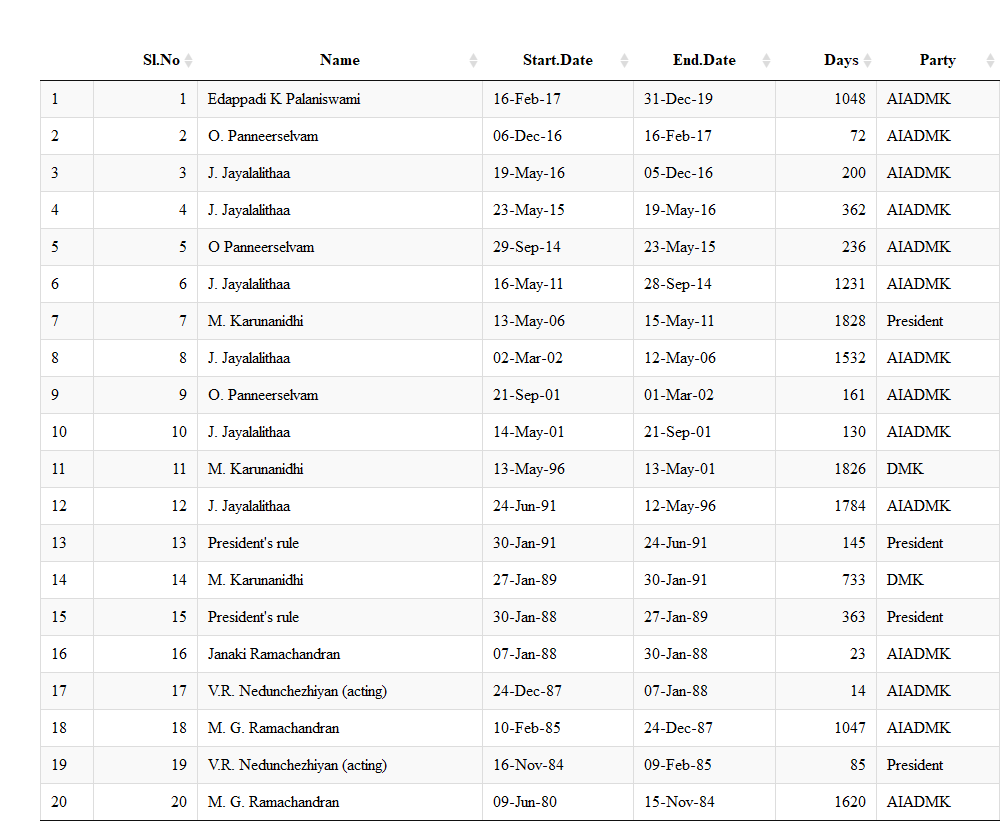 Sl.No Name Start.Date End.Date Days Party
1 1 Edappadi K Palaniswami 16-Feb-17 31-Dec-19 1048 AIADMK
2 2 O. Panneerselvam 06-Dec-16 16-Feb-17 72 AIADMK
3 3 J. Jayalalithaa 19-May-16 05-Dec-16 200 AIADMK
4 4 J. Jayalalithaa 23-May-15 19-May-16 362 AIADMK
5 5 O Panneerselvam 29-Sep-14 23-May-15 236 AIADMK
6 6 J. Jayalalithaa 16-May-11 28-Sep-14 1231 AIADMK
7 7 M. Karunanidhi 13-May-06 15-May-11 1828 President
8 8 J. Jayalalithaa 02-Mar-02 12-May-06 1532 AIADMK
9 9 O. Panneerselvam 21-Sep-01 01-Mar-02 161 AIADMK
10 10 J. Jayalalithaa 14-May-01 21-Sep-01 130 AIADMK
11 11 M. Karunanidhi 13-May-96 13-May-01 1826 DMK
12 12 J. Jayalalithaa 24-Jun-91 12-May-96 1784 AIADMK
13 13 President's rule 30-Jan-91 24-Jun-91 145 President
14 14 M. Karunanidhi 27-Jan-89 30-Jan-91 733 DMK
15 15 President's rule 30-Jan-88 27-Jan-89 363 President
16 16 Janaki Ramachandran 07-Jan-88 30-Jan-88 23 AIADMK
17 17 V.R. Nedunchezhiyan (acting) 24-Dec-87 07-Jan-88 14 AIADMK
18 18 M. G. Ramachandran 10-Feb-85 24-Dec-87 1047 AIADMK
19 19 V.R. Nedunchezhiyan (acting) 16-Nov-84 09-Feb-85 85 President
20 20 M. G. Ramachandran 09-Jun-80 15-Nov-84 1620 AIADMK